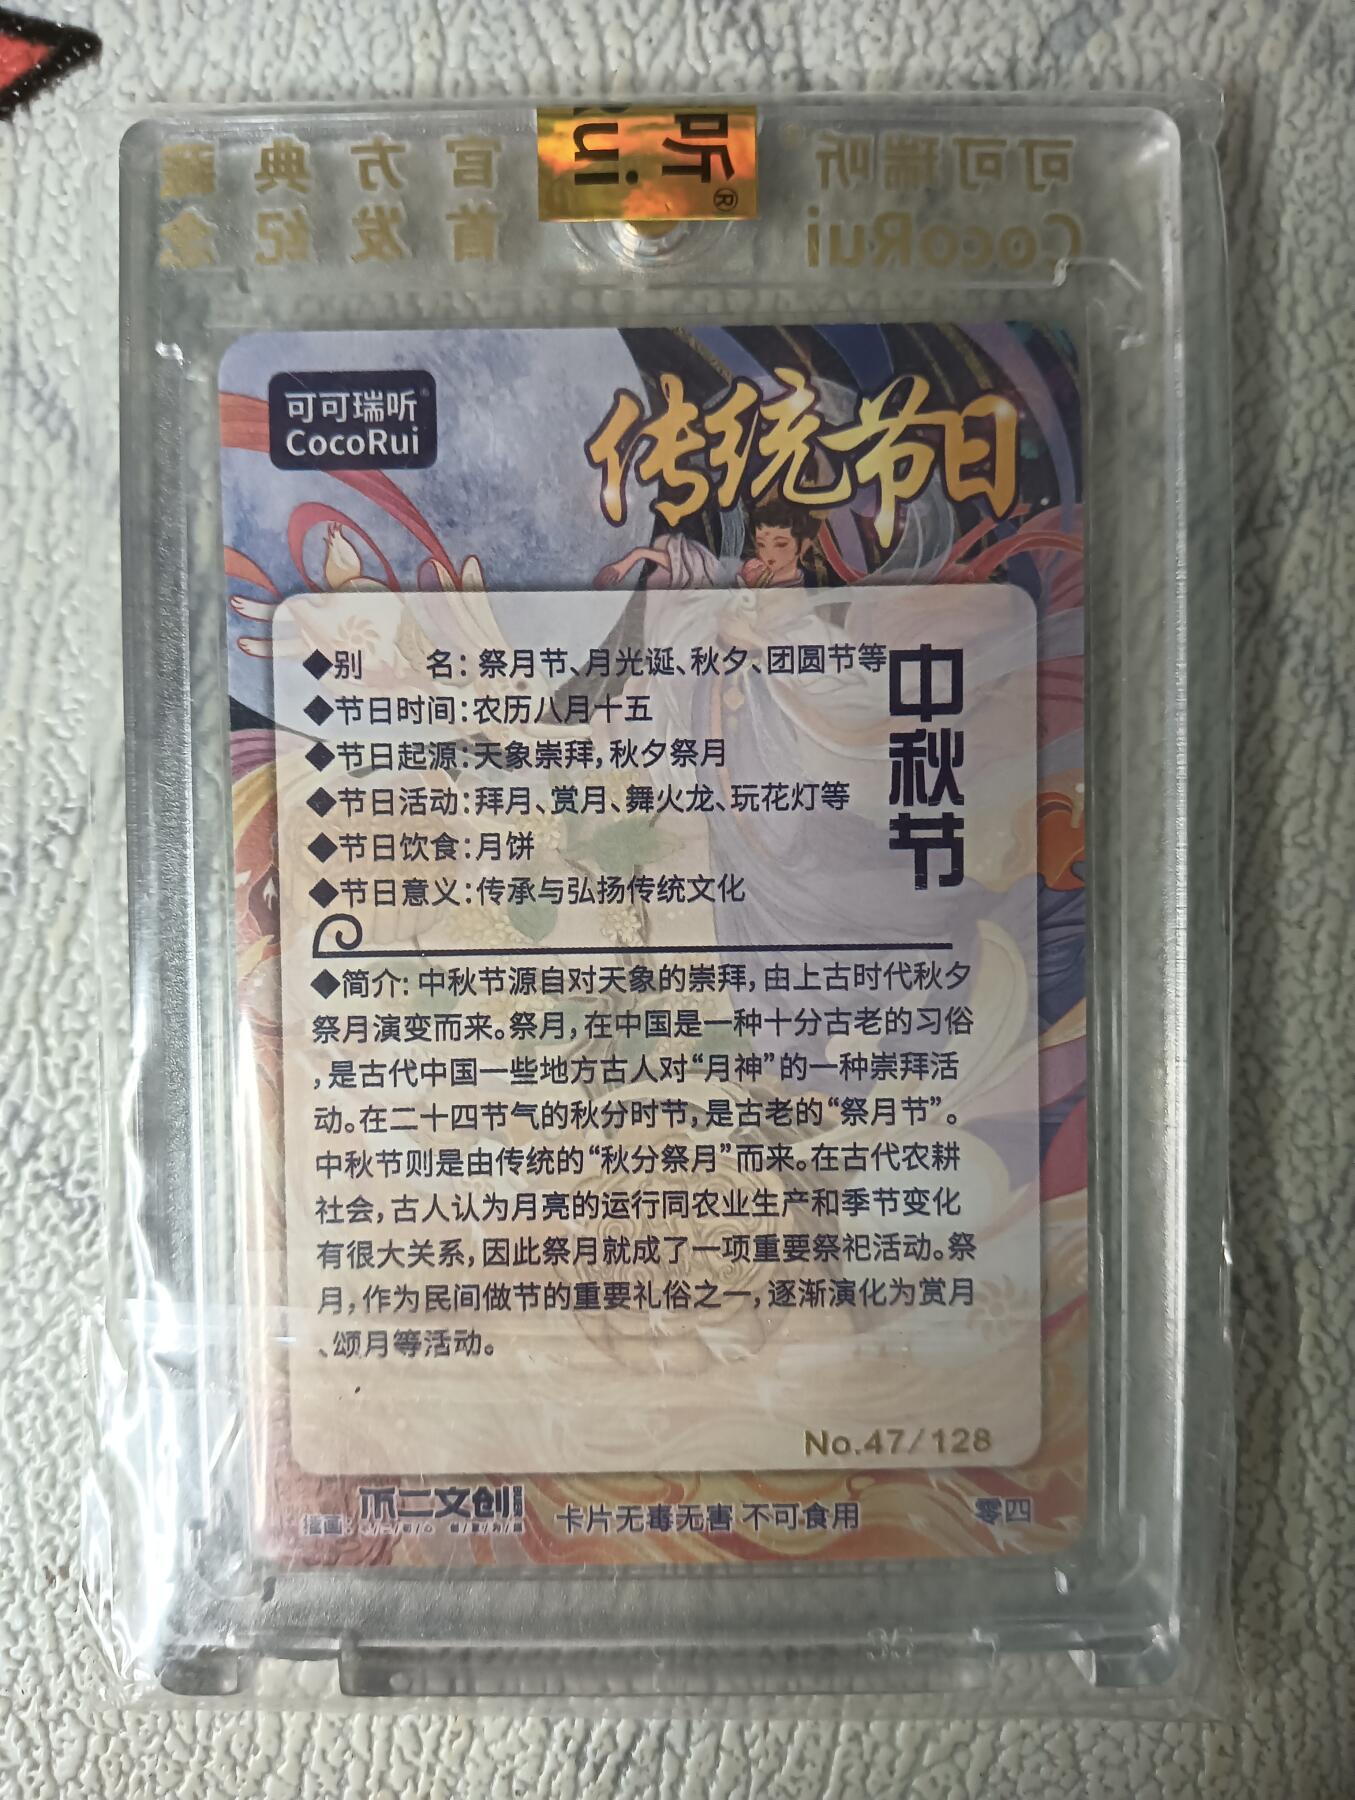 官方典藏
首发纪念
听®
Rui
可可瑞听®
CocoRui
可可瑞听®
CocoRui
传统节日
中秋节
◆别 名：祭月节、月光诞、秋夕、团圆节等
◆节日时间：农历八月十五
◆节日起源：天象崇拜，秋夕祭月
◆节日活动：拜月、赏月、舞火龙、玩花灯等
◆节日饮食：月饼
◆节日意义：传承与弘扬传统文化
◆简介：中秋节源自对天象的崇拜，由上古时代秋夕
祭月演变而来。祭月，在中国是一种十分古老的习俗
，是古代中国一些地方古人对“月神”的一种崇拜活
动。在二十四节气的秋分时节，是古老的“祭月节”。
中秋节则是由传统的“秋分祭月”而来。在古代农耕
社会，古人认为月亮的运行同农业生产和季节变化
有很大关系，因此祭月就成了一项重要祭祀活动。祭
月，作为民间做节的重要礼俗之一，逐渐演化为赏月
、颂月等活动。
No.47/128
插画：不二文创
卡片无毒无害 不可食用
零四